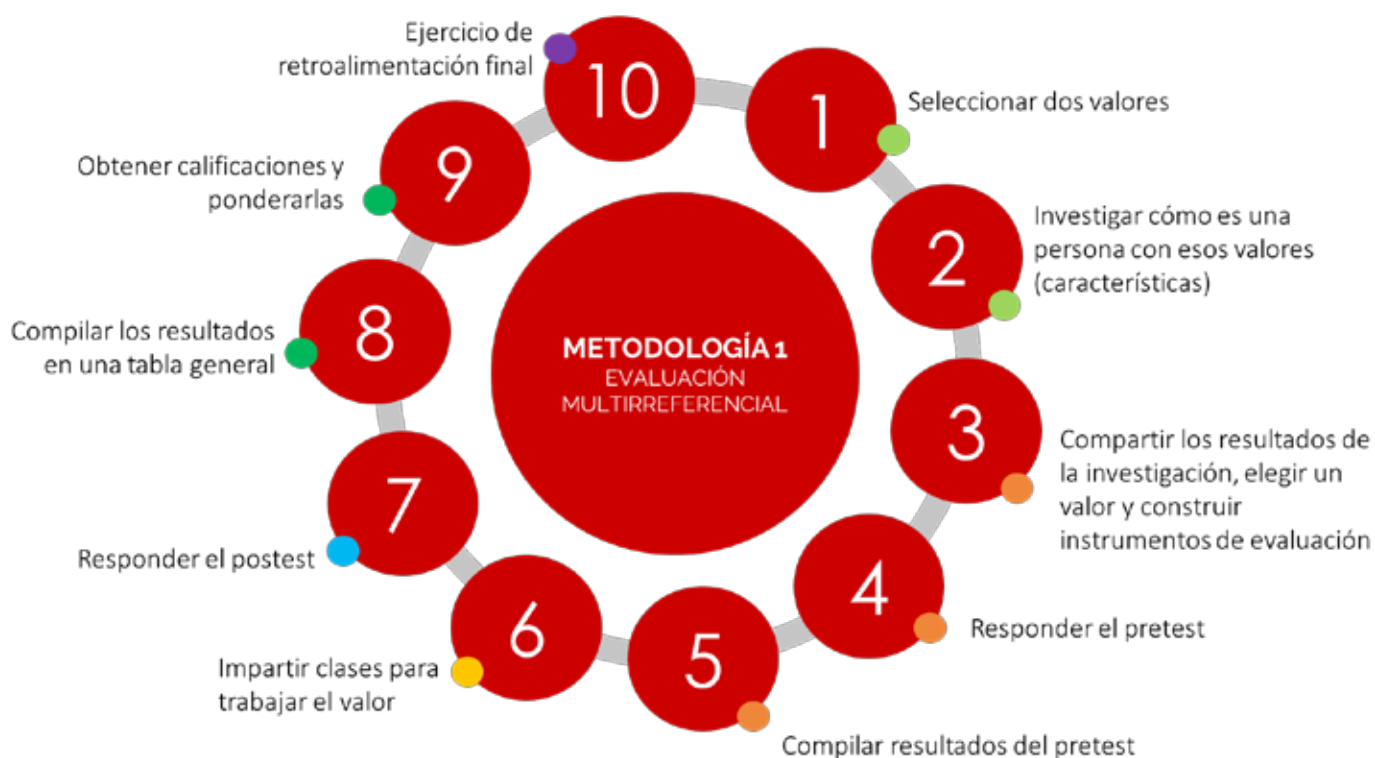 METODOLOGÍA 1
EVALUACIÓN
MULTIRREFERENCIAL
1
Seleccionar dos valores
2
Investigar cómo es una
persona con esos valores
(característícas)
3
Compartir los resultados de
la investigación, elegir un
valor y construir
instrumentos de evaluación
4
Responder el pretest
5
Compilar resultados del pretest
6
Impartir clases para
trabajar el valor
7
Responder el postest
8
Compilar los resultados
en una tabla general
9
Obtener calificaciones y
ponderarlas
10
Ejercicio de
retroalimentación final